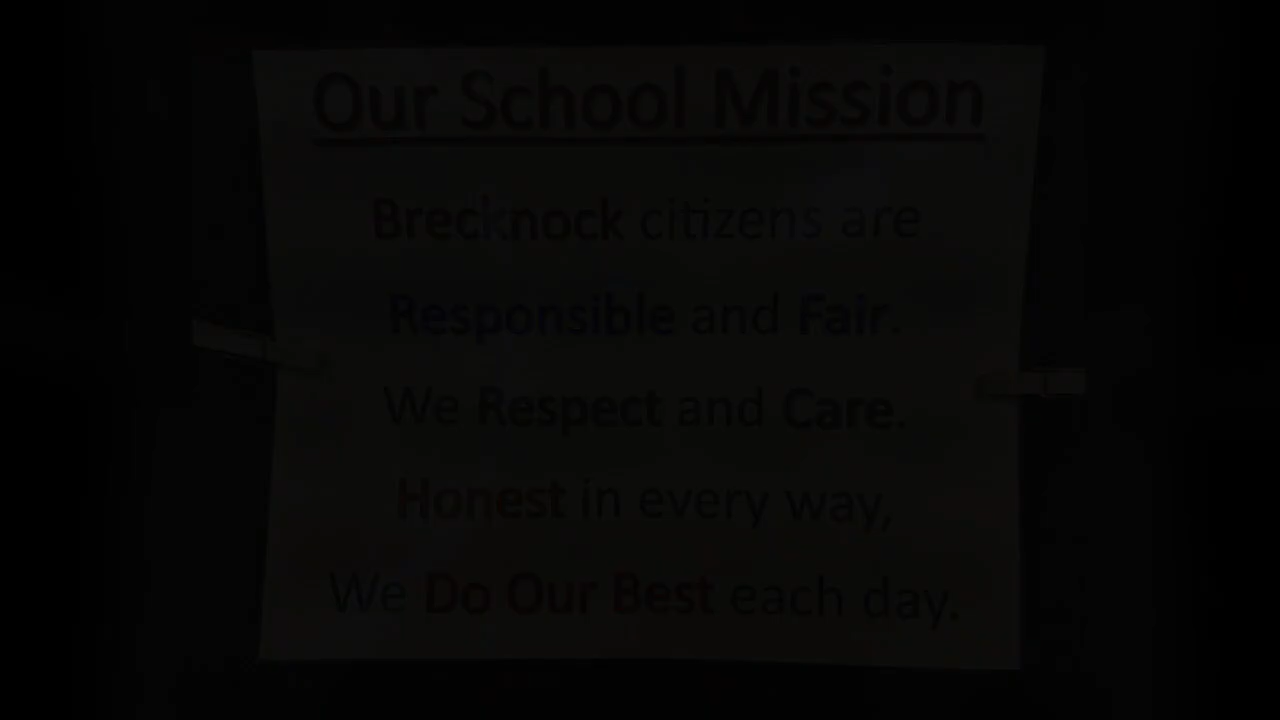 Our School Mission
Brecknock citizens are
Responsible and Fair.
We Respect and Care.
Honest in every way,
We Do Our Best each day.